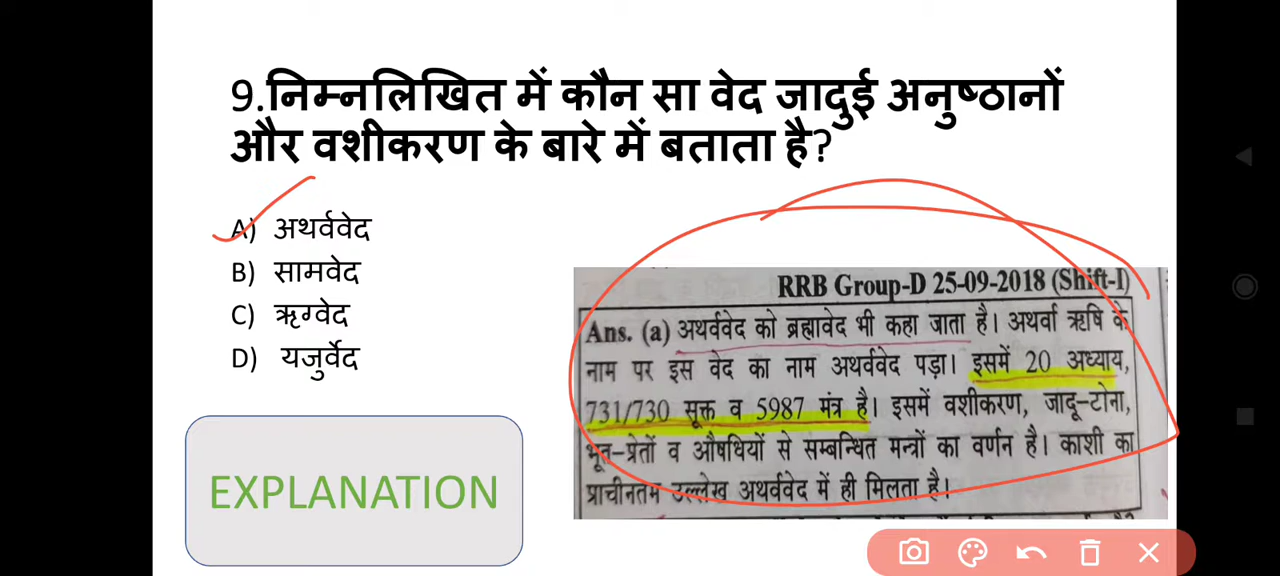 9.निम्नलिखित में कौन सा वेद जादुई अनुष्ठानों
और वशीकरण के बारे में बताता है?
A) अथर्ववेद
B) सामवेद
C) ऋग्वेद
D) यजुर्वेद
EXPLANATION
RRB Group-D 25-09-2018 (Shift-I)
Ans. (a) अथर्ववेद को ब्रह्मवेद भी कहा जाता है। अथर्वा ऋषि के
नाम पर इस वेद का नाम अथर्ववेद पड़ा। इसमें 20 अध्याय,
731/730 सूक्त व 5987 मंत्र है। इसमें वशीकरण, जादू-टोना,
भूत-प्रेतों व औषधियों से सम्बन्धित मन्त्रों का वर्णन है। काशी का
प्राचीनतम उल्लेख अथर्ववेद में ही मिलता है।